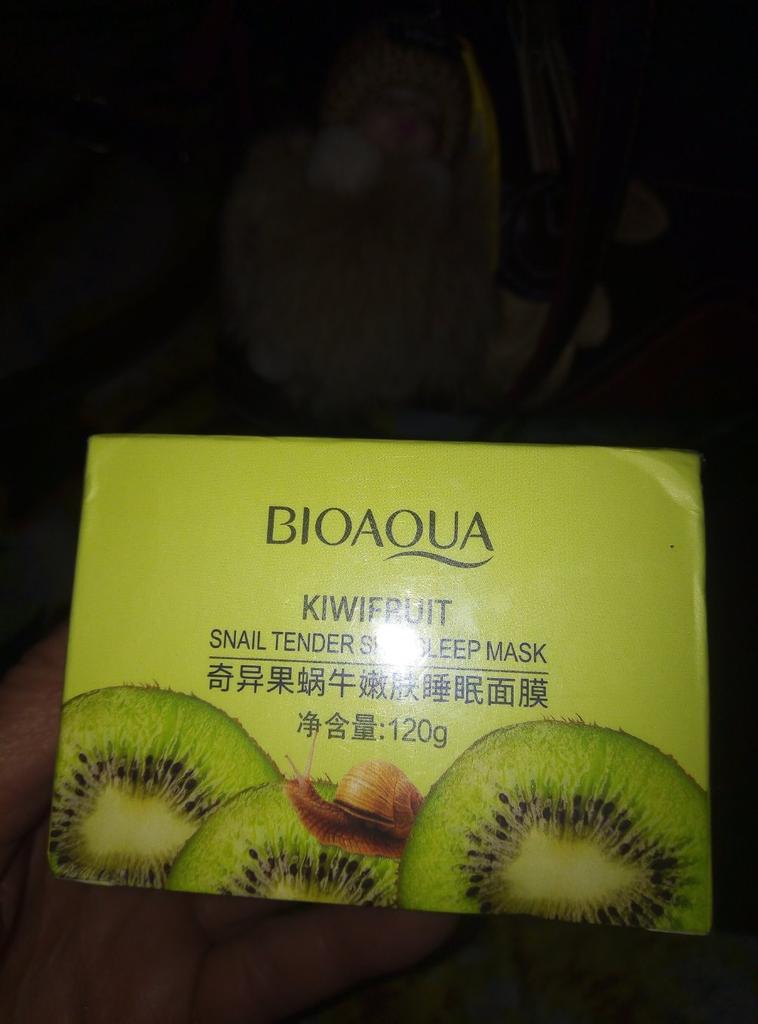 BIOAQUA
KIWIFRUIT
SNAIL TENDER SLEEP MASK
奇异果蜗牛嫩肤睡眠面膜
净含量:120g